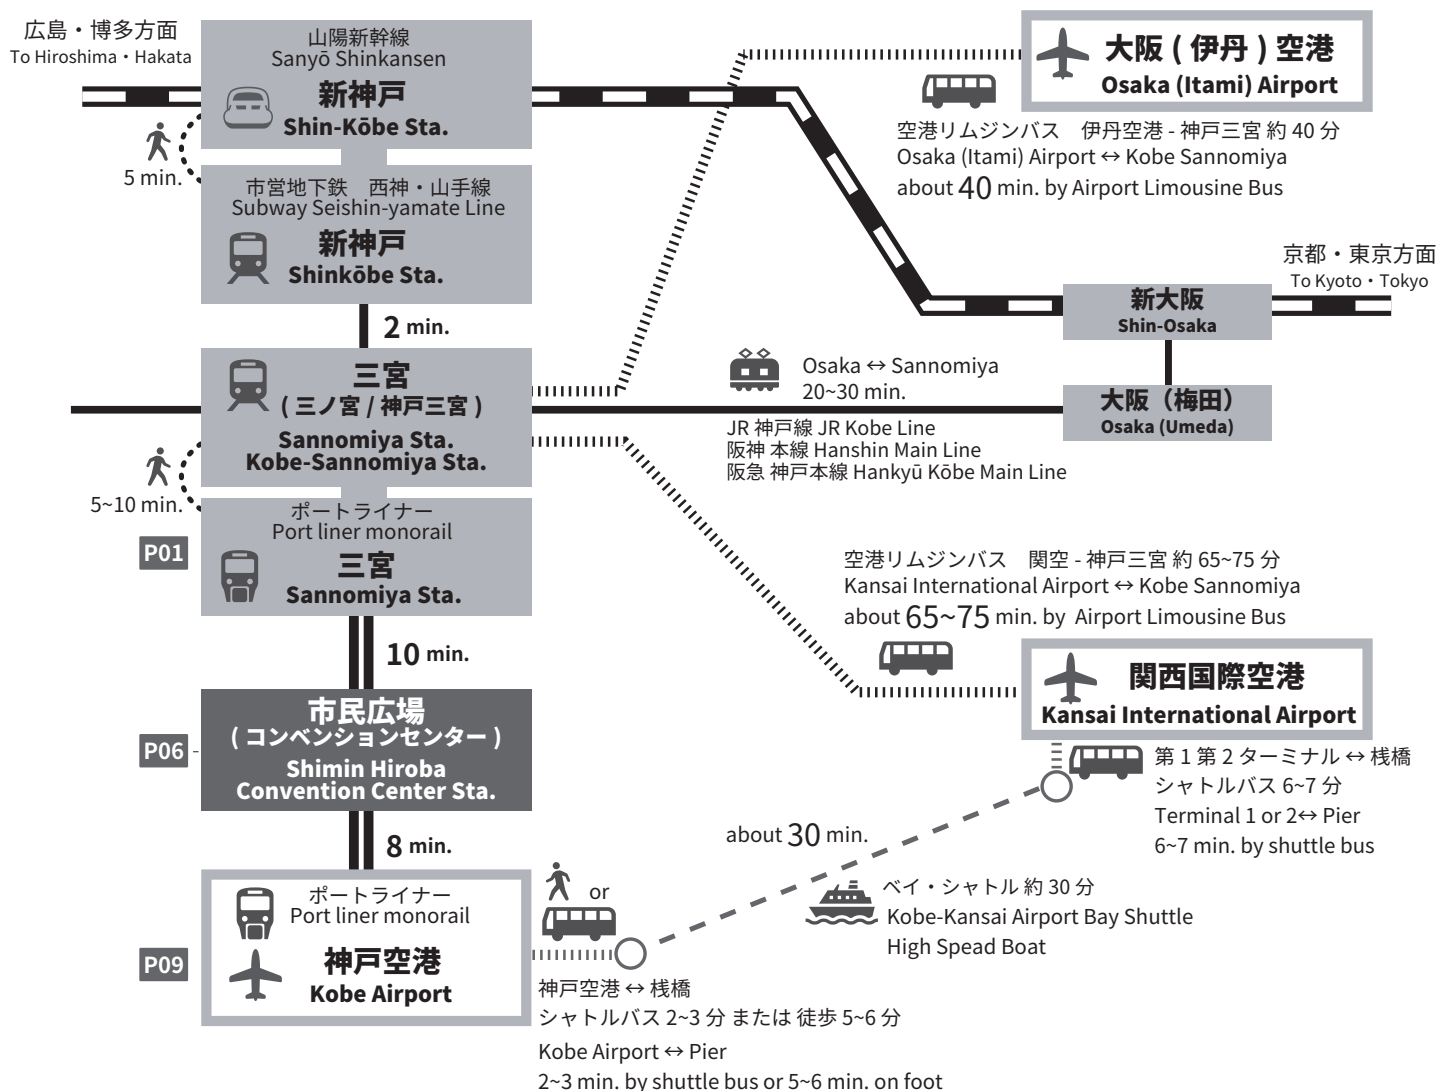 広島・博多方面
To Hiroshima・Hakata
山陽新幹線
Sanyō Shinkansen
新神戸
Shin-Kōbe Sta.
5 min.
市営地下鉄　西神・山手線
Subway Seishin-yamate Line
新神戸
Shinkōbe Sta.
2 min.
三宮
( 三ノ宮 / 神戸三宮 )
Sannomiya Sta.
Kobe-Sannomiya Sta.
5~10 min.
ポートライナー
Port liner monorail
P01
三宮
Sannomiya Sta.
10 min.
市民広場
( コンベンションセンター )
P06
Shimin Hiroba
Convention Center Sta.
8 min.
ポートライナー
Port liner monorail
P09
神戸空港
Kobe Airport
大阪 ( 伊丹 ) 空港
Osaka (Itami) Airport
空港リムジンバス　伊丹空港 - 神戸三宮 約 40 分
Osaka (Itami) Airport ↔ Kobe Sannomiya
about 40 min. by Airport Limousine Bus
京都・東京方面
To Kyoto・Tokyo
新大阪
Shin-Osaka
大阪（梅田）
Osaka (Umeda)
Osaka ↔ Sannomiya
20~30 min.
JR 神戸線 JR Kobe Line
阪神 本線 Hanshin Main Line
阪急 神戸本線 Hankyū Kōbe Main Line
空港リムジンバス　関空 - 神戸三宮 約 65~75 分
Kansai International Airport ↔ Kobe Sannomiya
about 65~75 min. by Airport Limousine Bus
関西国際空港
Kansai International Airport
第 1 第 2 ターミナル ↔ 桟橋
シャトルバス 6~7 分
Terminal 1 or 2↔ Pier
6~7 min. by shuttle bus
about 30 min.
ベイ・シャトル 約 30 分
Kobe-Kansai Airport Bay Shuttle
High Spead Boat
or
神戸空港 ↔ 桟橋
シャトルバス 2~3 分 または 徒歩 5~6 分
Kobe Airport ↔ Pier
2~3 min. by shuttle bus or 5~6 min. on foot